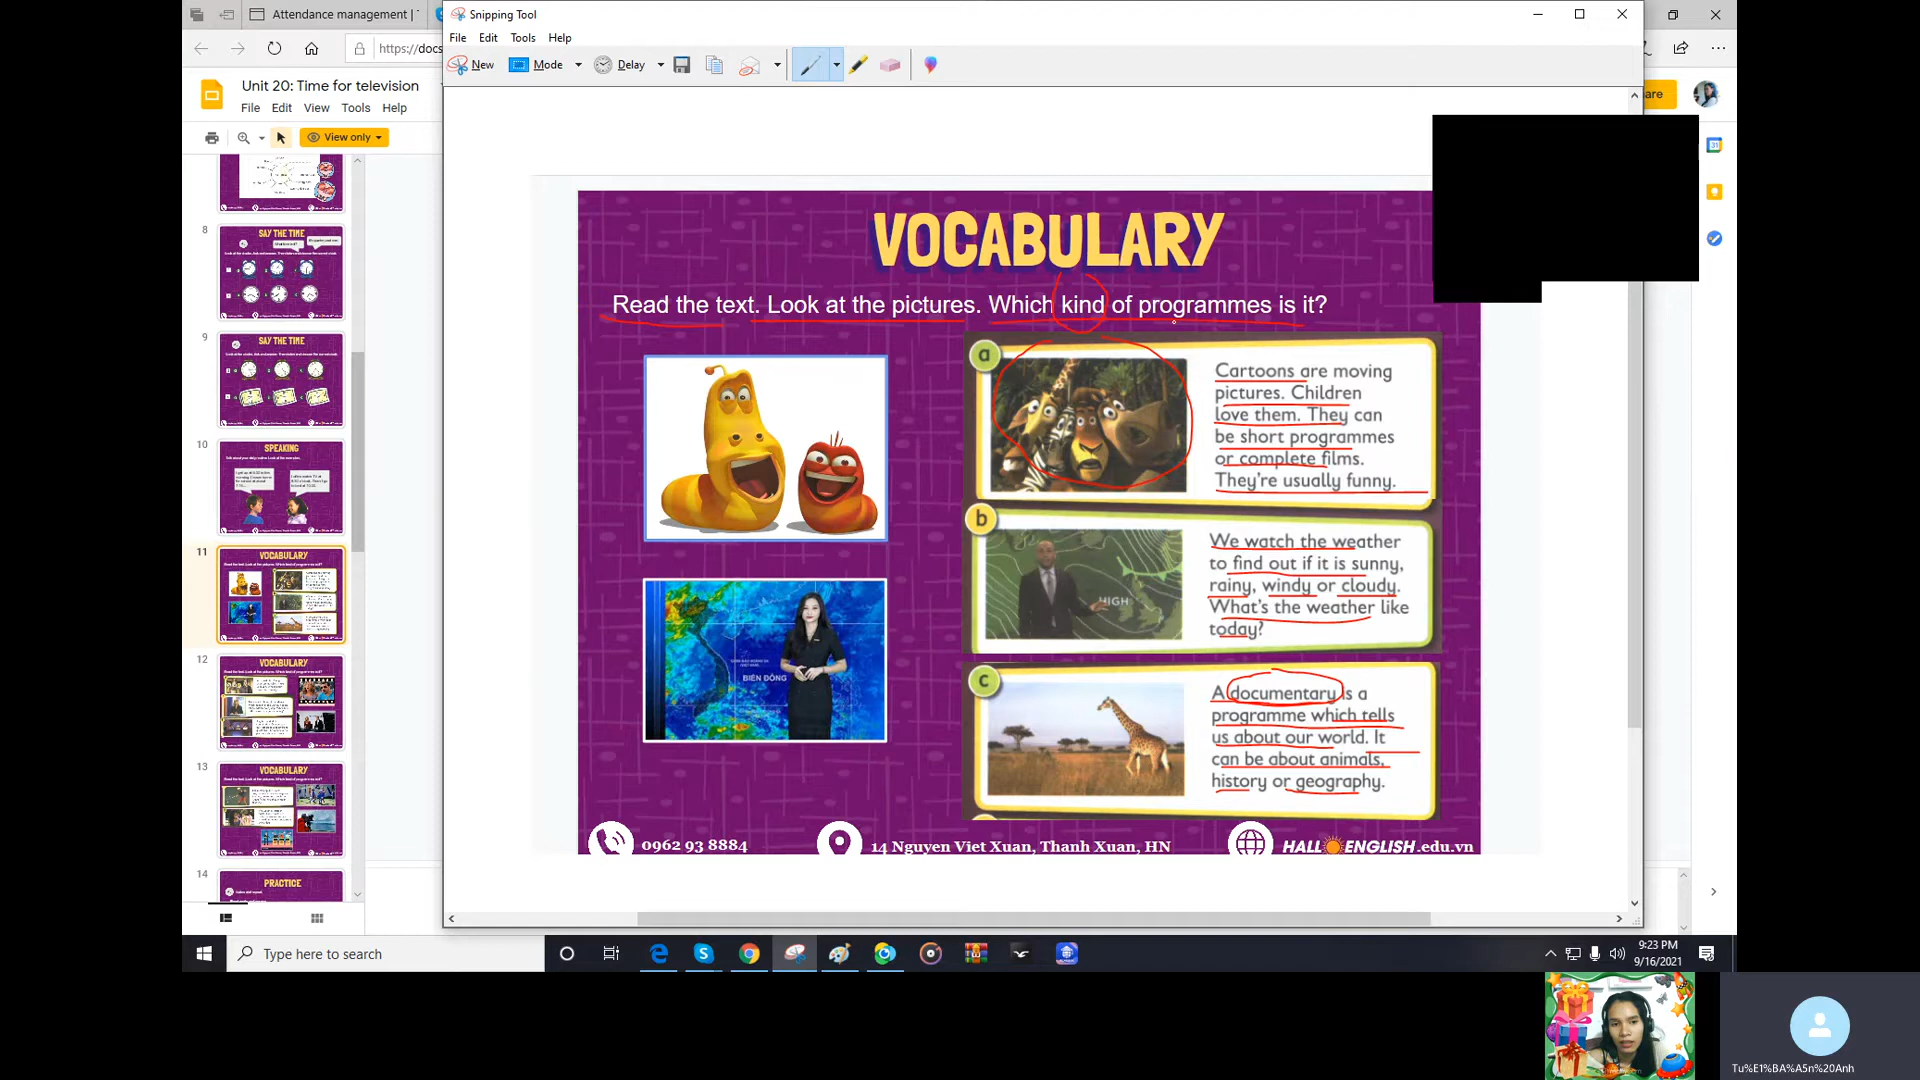 Attendance management |
Snipping Tool
File Edit Tools Help
https://docs
New Mode Delay
Unit 20: Time for television
File Edit View Tools Help
are
View only
8
SAY THE TIME
9
SAY THE TIME
10
SPEAKING
11
VOCABULARY
12
VOCABULARY
13
VOCABULARY
14
PRACTICE
VOCABULARY
Read the text. Look at the pictures. Which kind of programmes is it?
a
Cartoons are moving
pictures. Children
love them. They can
be short programmes
or complete films.
They're usually funny.
b
HIGH
We watch the weather
to find out if it is sunny,
rainy, windy or cloudy.
What's the weather like
today?
BIỂN ĐÔNG
c
A documentary is a
programme which tells
us about our world. It
can be about animals,
history or geography.
0962 93 8884
14 Nguyen Viet Xuan, Thanh Xuan, HN
HALLO ENGLISH.edu.vn
31
Type here to search
9:23 PM
9/16/2021
Tu%E1%BA%A5n%20Anh